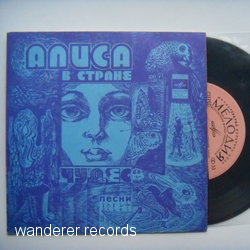 АЛИСА
В СТРАНЕ
ЧУДЕС
песни
МЕЛОДИЯ
wanderer records